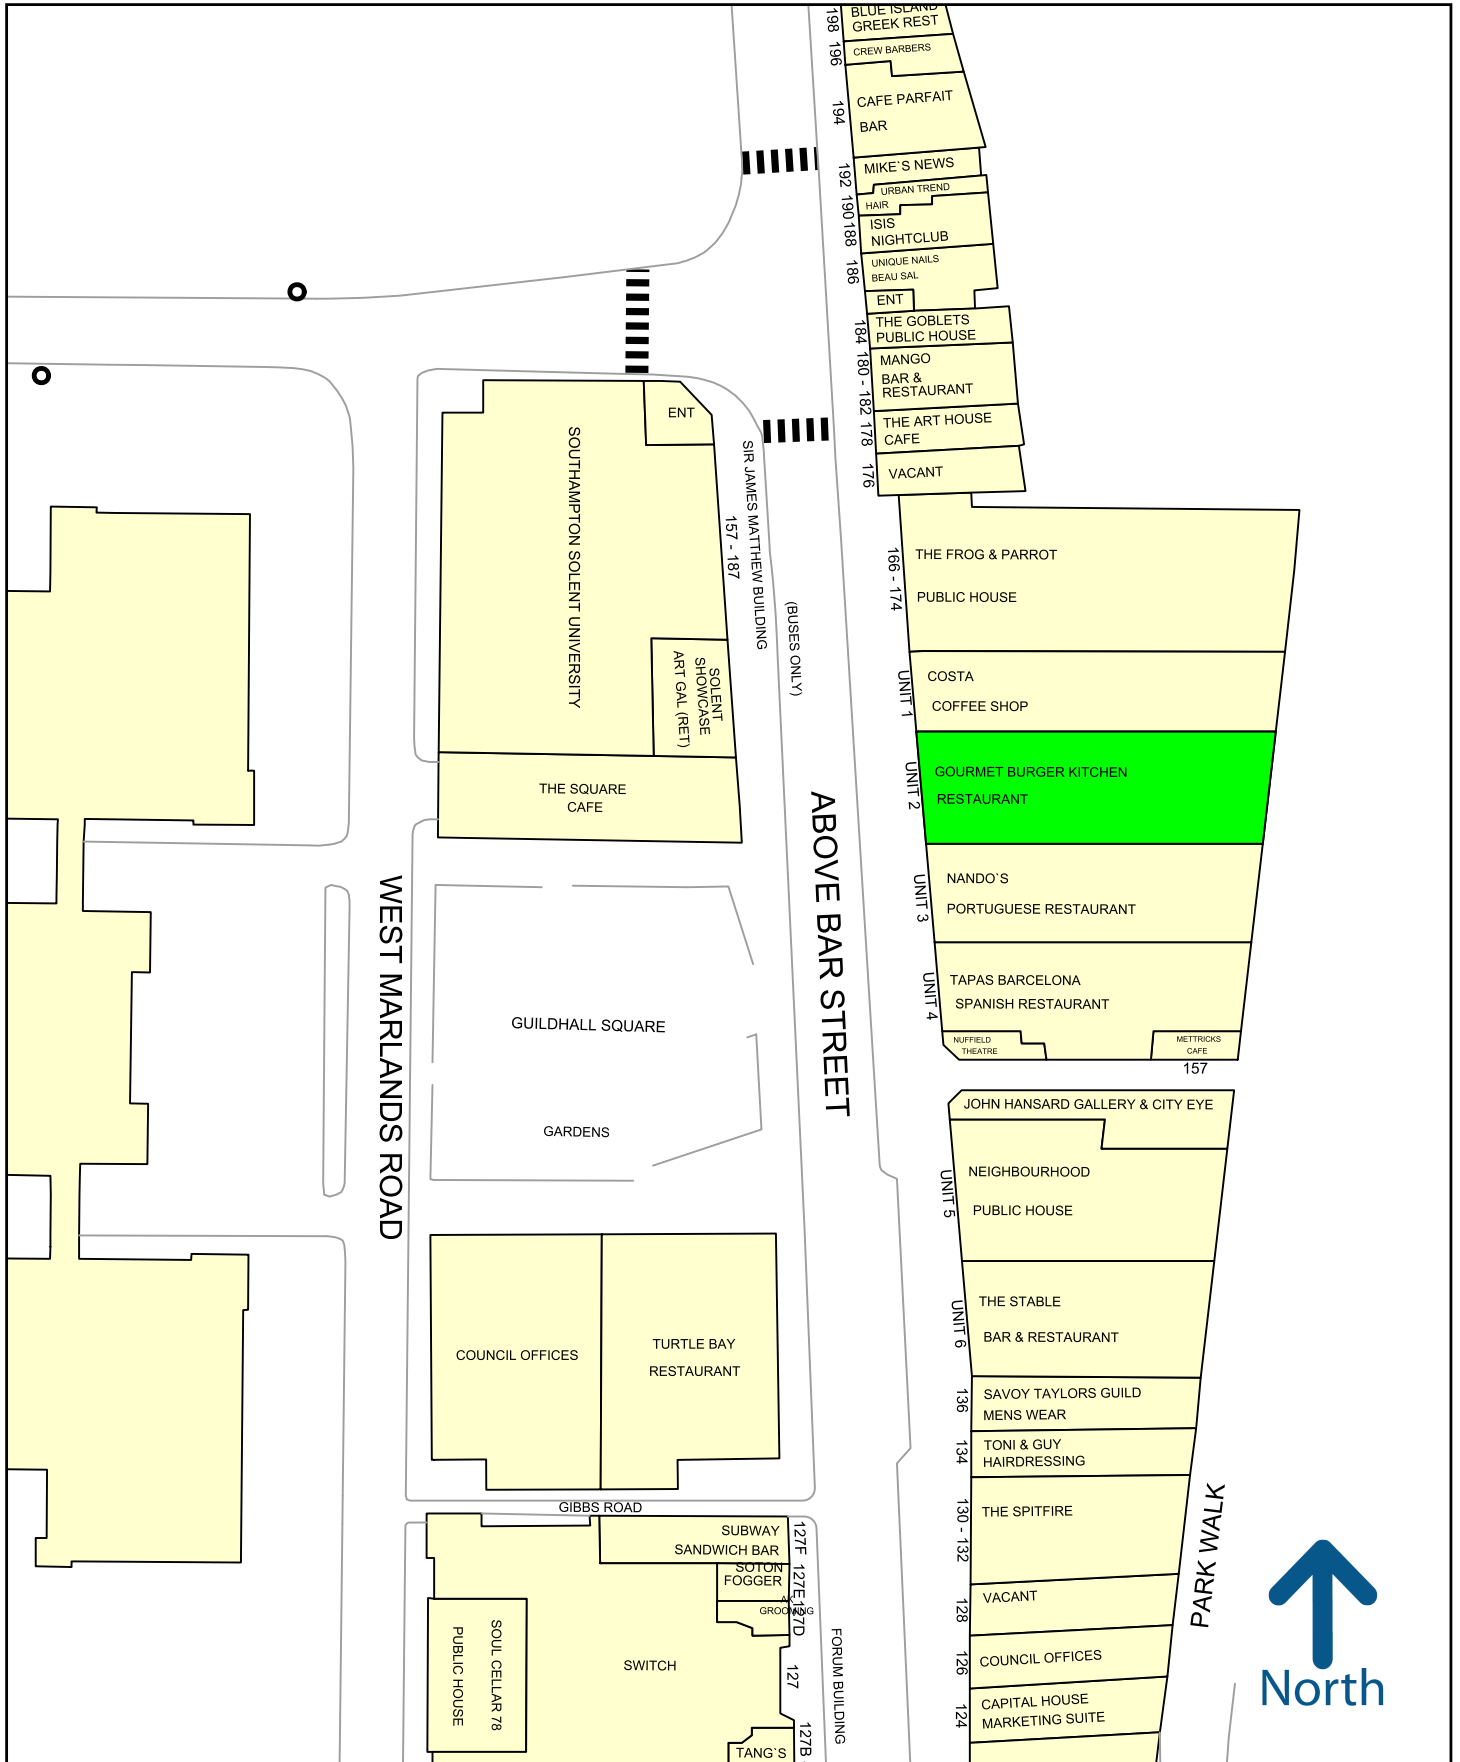 198
BLUE ISLAND
GREEK REST
196
CREW BARBERS
194
CAFE PARFAIT
BAR
192
MIKE`S NEWS
190
URBAN TREND
HAIR
188
ISIS
NIGHTCLUB
186
UNIQUE NAILS
BEAU SAL
ENT
184
THE GOBLETS
PUBLIC HOUSE
180 - 182
MANGO
BAR &
RESTAURANT
178
THE ART HOUSE
CAFE
176
VACANT
166 - 174
THE FROG & PARROT
PUBLIC HOUSE
UNIT 1
COSTA
COFFEE SHOP
UNIT 2
GOURMET BURGER KITCHEN
RESTAURANT
UNIT 3
NANDO`S
PORTUGUESE RESTAURANT
UNIT 4
TAPAS BARCELONA
SPANISH RESTAURANT
NUFFIELD
THEATRE
METTRICKS
CAFE
157
JOHN HANSARD GALLERY & CITY EYE
UNIT 5
NEIGHBOURHOOD
PUBLIC HOUSE
UNIT 6
THE STABLE
BAR & RESTAURANT
136
SAVOY TAYLORS GUILD
MENS WEAR
134
TONI & GUY
HAIRDRESSING
130 - 132
THE SPITFIRE
128
VACANT
126
COUNCIL OFFICES
124
CAPITAL HOUSE
MARKETING SUITE
PARK WALK
North
ENT
SOUTHAMPTON SOLENT UNIVERSITY
SIR JAMES MATTHEW BUILDING
157 - 187
(BUSES ONLY)
SOLENT
SHOWCASE
ART GAL (RET)
THE SQUARE
CAFE
ABOVE BAR STREET
WEST MARLANDS ROAD
GUILDHALL SQUARE
GARDENS
COUNCIL OFFICES
TURTLE BAY
RESTAURANT
GIBBS ROAD
SUBWAY
SANDWICH BAR
127F
SOTON
FOGGER
127E
GROOMING
127D
SWITCH
127
SOUL CELLAR 78
PUBLIC HOUSE
FORUM BUILDING
127B
TANG`S